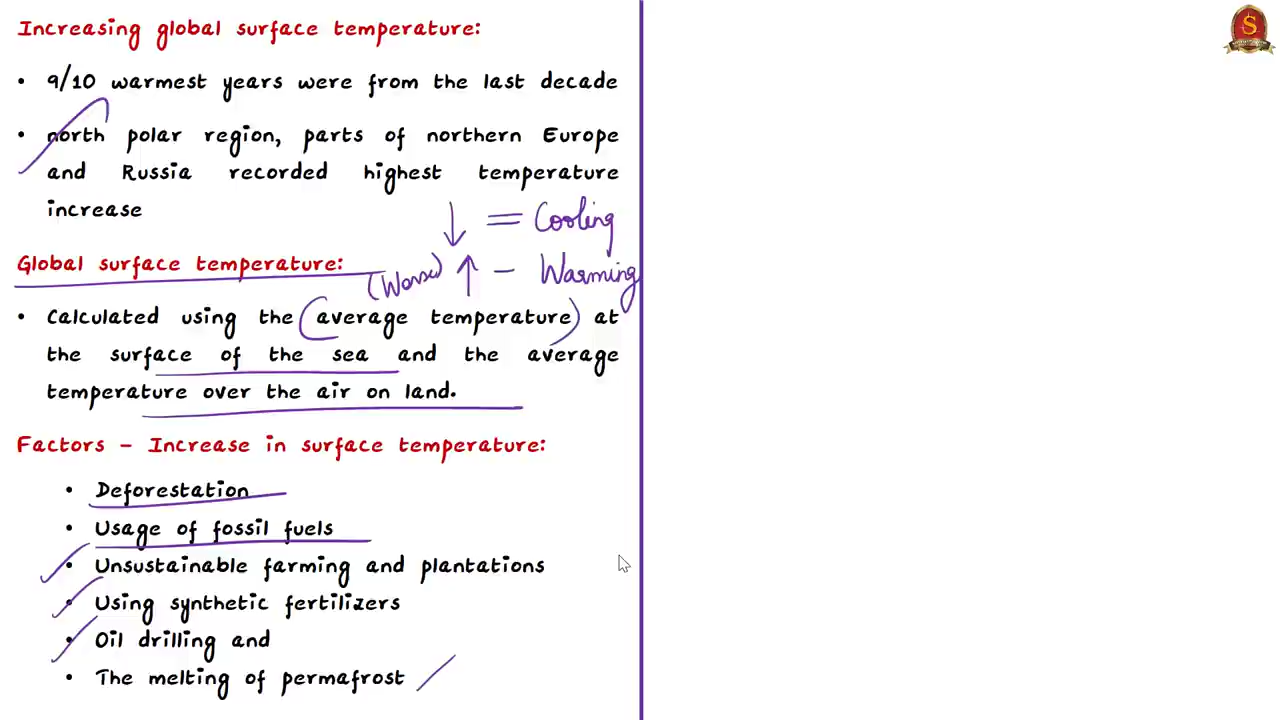 Increasing global surface temperature:
• 9/10 warmest years were from the last decade
• north polar region, parts of northern Europe
and Russia recorded highest temperature
increase
↓ = Cooling
Global surface temperature:
↑ - Warming
• Calculated using the (average temperature) at
the surface of the sea and the average
temperature over the air on land.
Factors – Increase in surface temperature:
• Deforestation
• Usage of fossil fuels
• Unsustainable farming and plantations
• Using synthetic fertilizers
• Oil drilling and
• The melting of permafrost
S